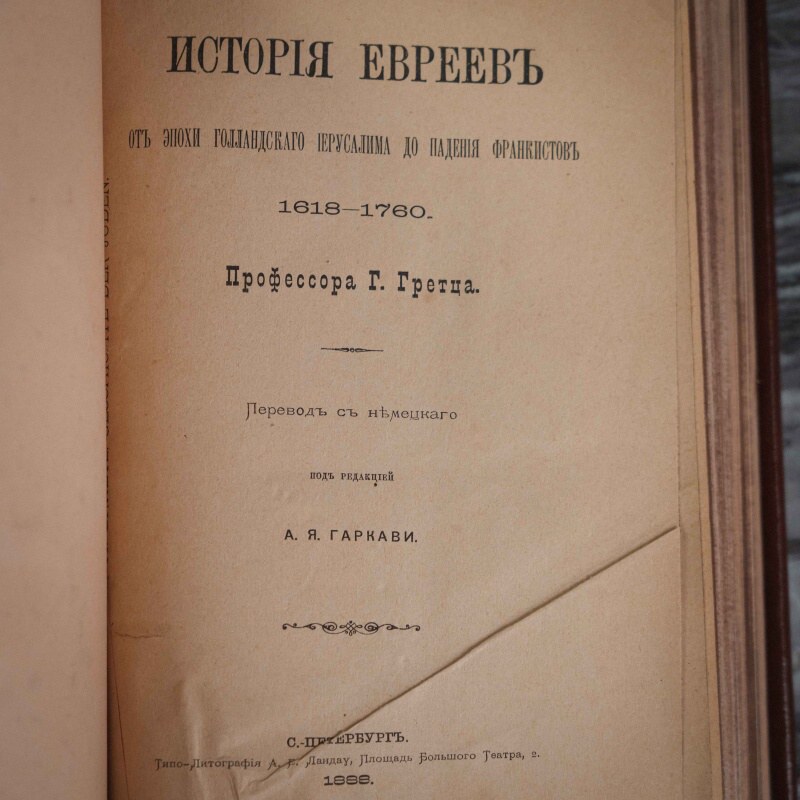 ИСТОРІЯ ЕВРЕЕВЪ
ОТЪ ЭПОХИ ГОЛЛАНДСКАГО ІЕРУСАЛИМА ДО ПАДЕНІЯ ФРАНКИСТОВЪ
1618—1760.
Профессора Г. Гретца.
Переводъ съ нѣмецкаго
ПОДЪ РЕДАКЦІЕЙ
А. Я. ГАРКАВИ.
С.-ПЕТЕРБУРГЪ.
Типо-Литографія А. Е. Ландау, Площадь Большого Театра, 2.
1888.